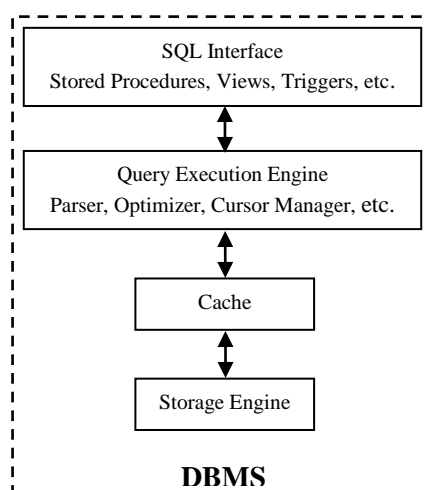 SQL Interface
Stored Procedures, Views, Triggers, etc.
Query Execution Engine
Parser, Optimizer, Cursor Manager, etc.
Cache
Storage Engine
DBMS